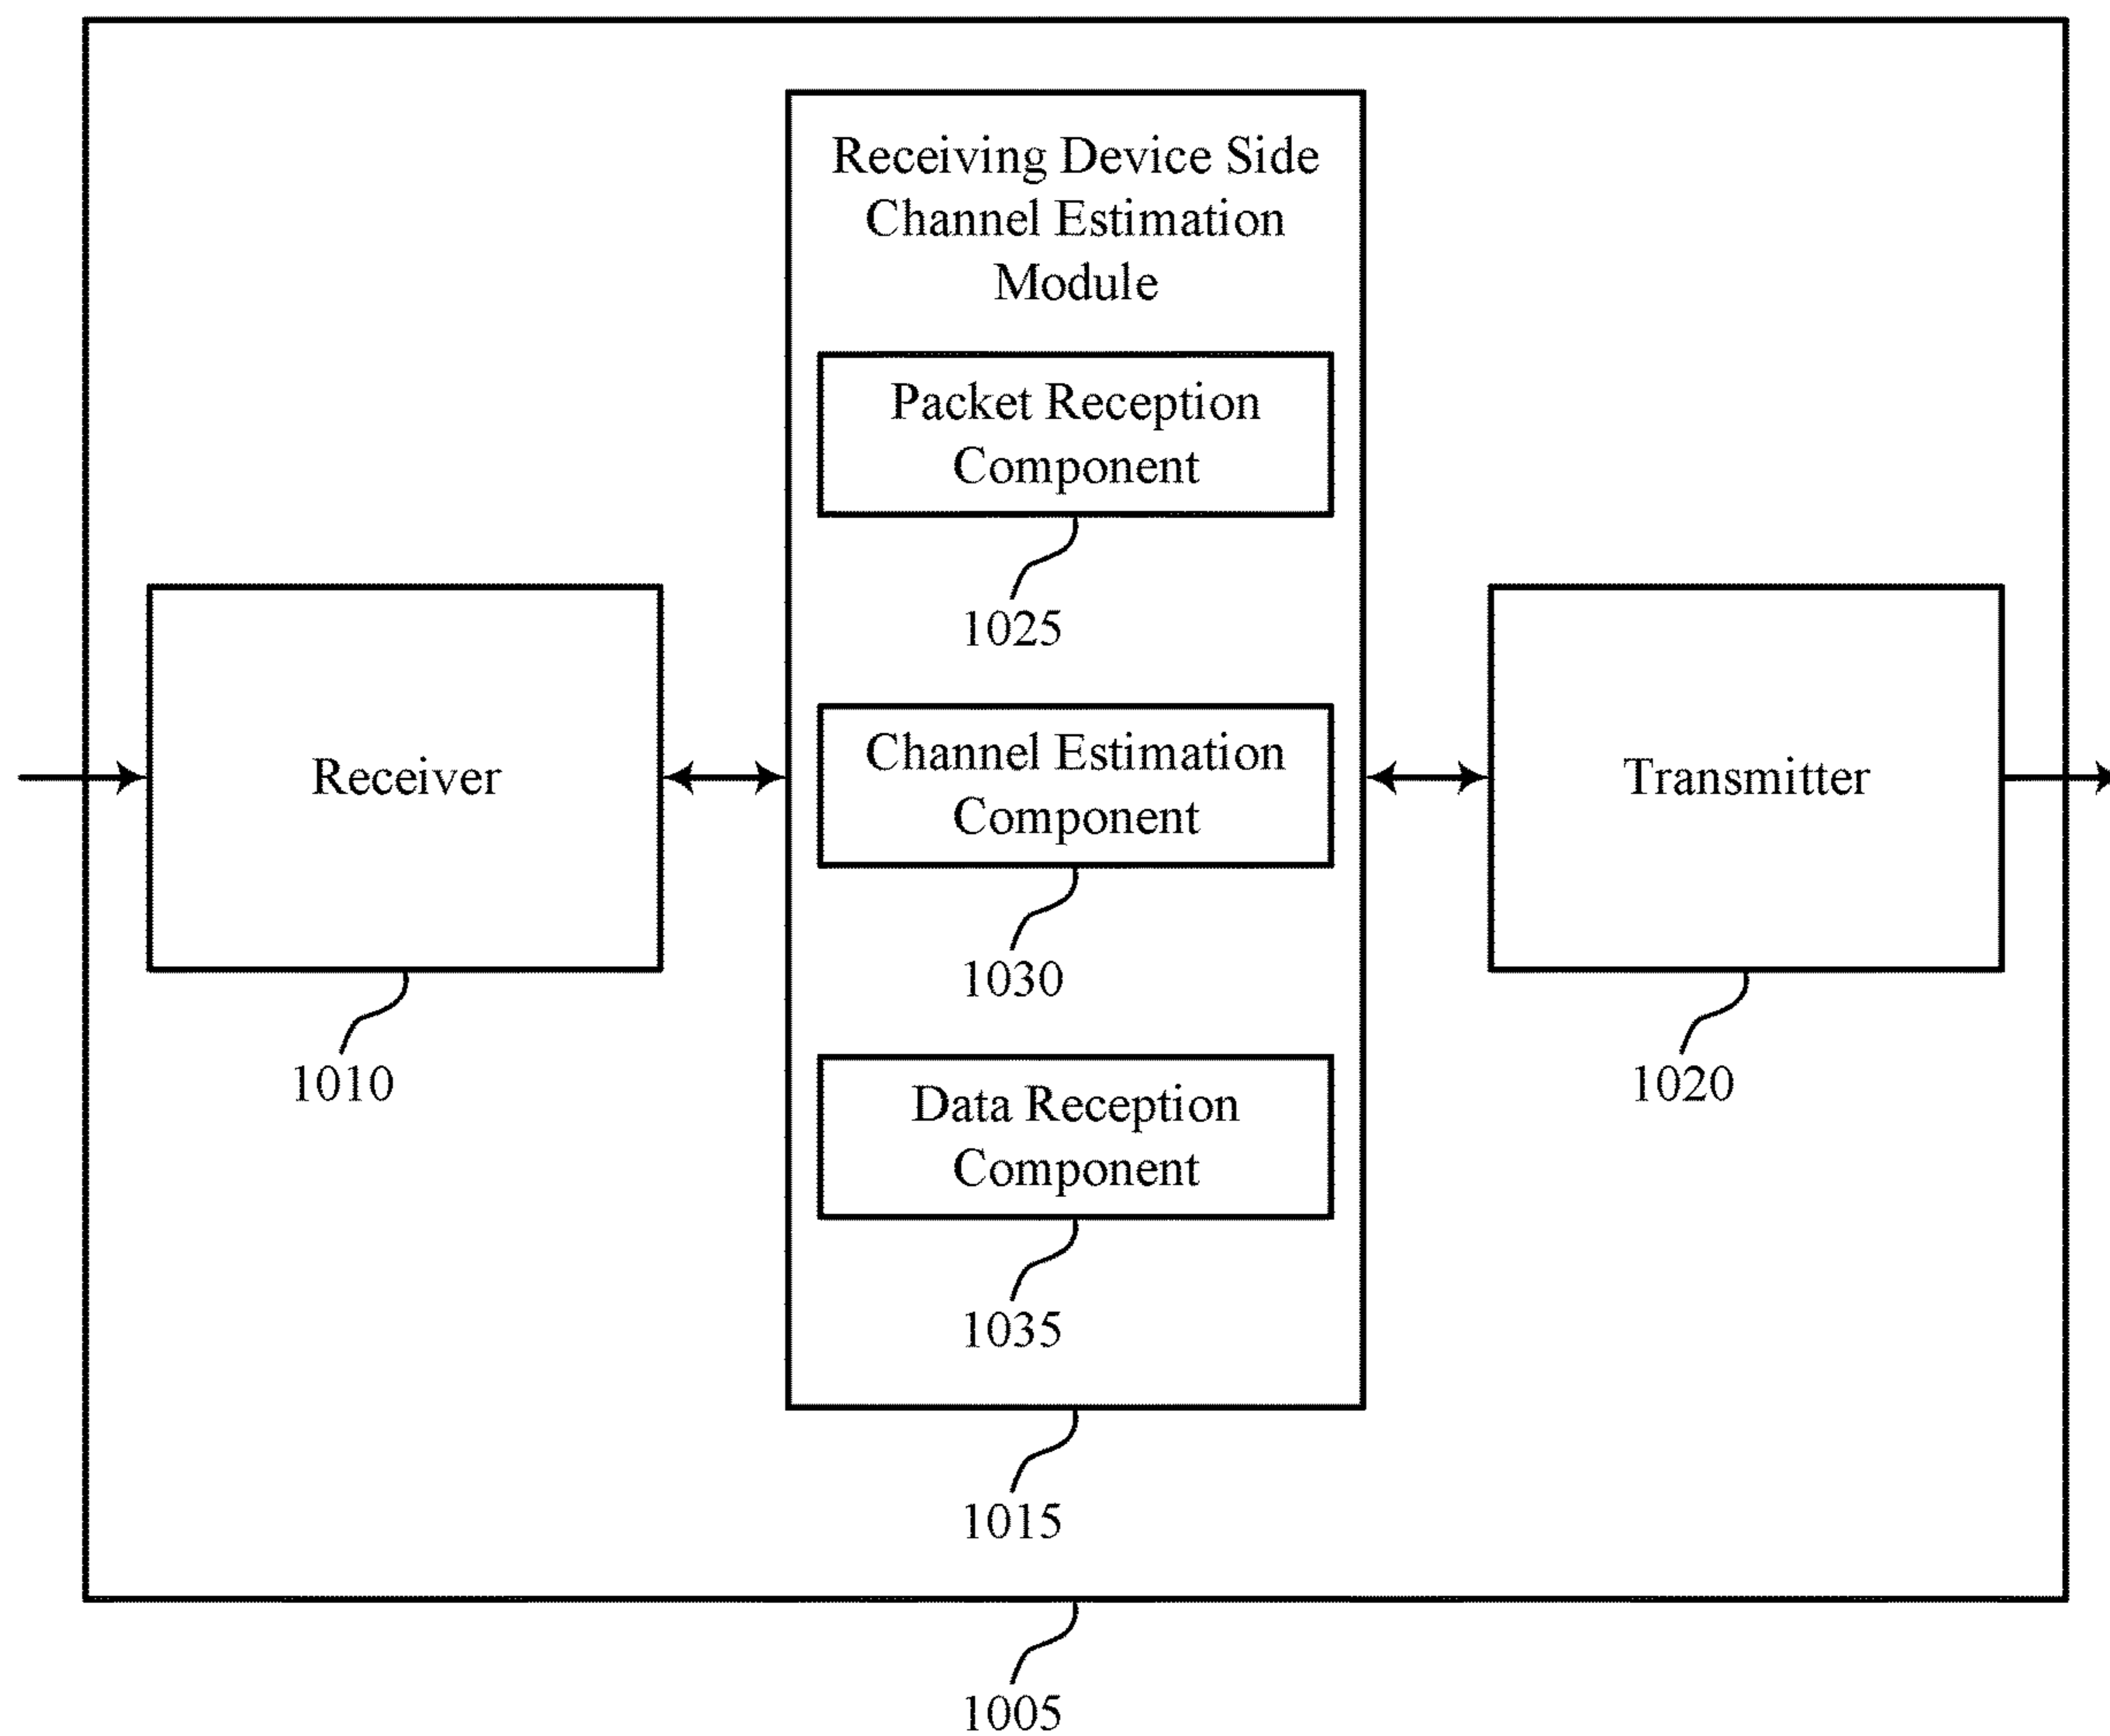 Receiving Device Side
Channel Estimation
Module
Packet Reception
Component
1025
Receiver
1010
Channel Estimation
Component
1030
Transmitter
1020
Data Reception
Component
1035
1015
1005